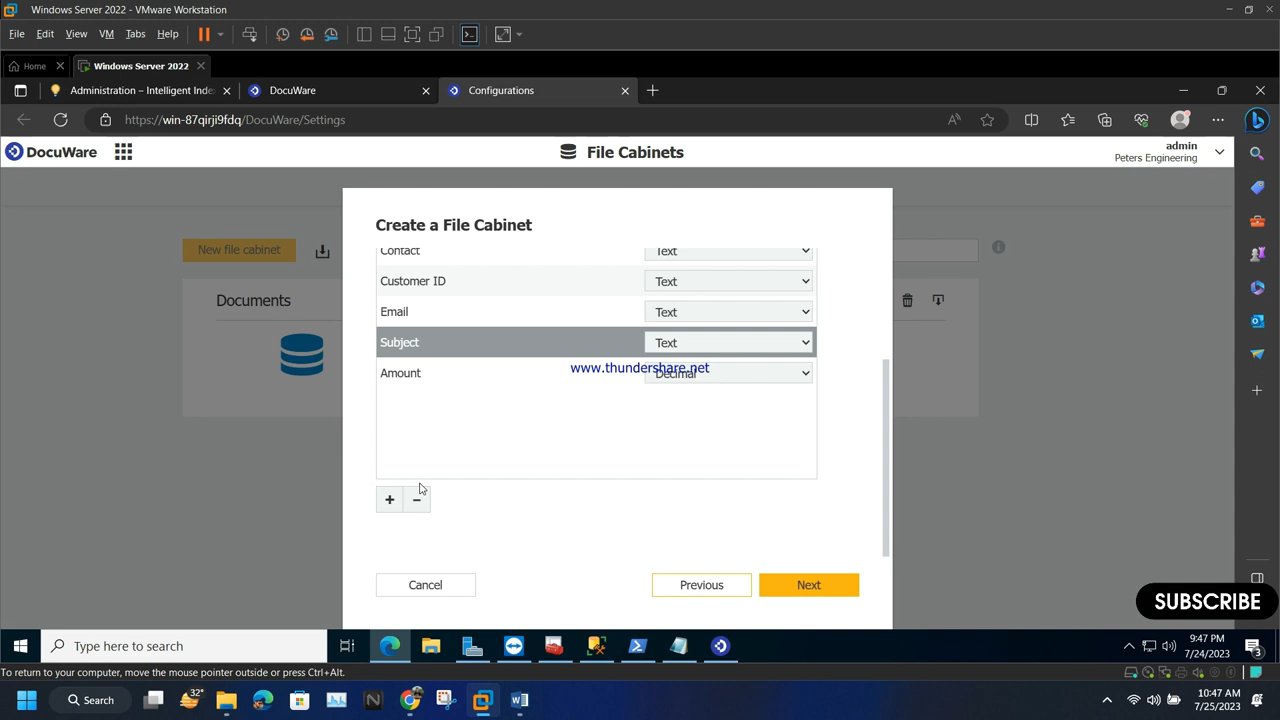 Windows Server 2022 - VMware Workstation
File Edit View VM Tabs Help
Home Windows Server 2022
Administration – Intelligent Inde DocuWare Configurations
https://win-87qirji9fdq/DocuWare/Settings
DocuWare File Cabinets admin
Peters Engineering
Create a File Cabinet
New file cabinet
Contact Text
Customer ID Text
Documents
Email Text
Subject Text
www.thundershare.net
Amount Decimal
+ −
Cancel Previous Next
SUBSCRIBE
Type here to search
9:47 PM
7/24/2023
3
To return to your computer, move the mouse pointer outside or press Ctrl+Alt.
Search
32°
10:47 AM
7/25/2023